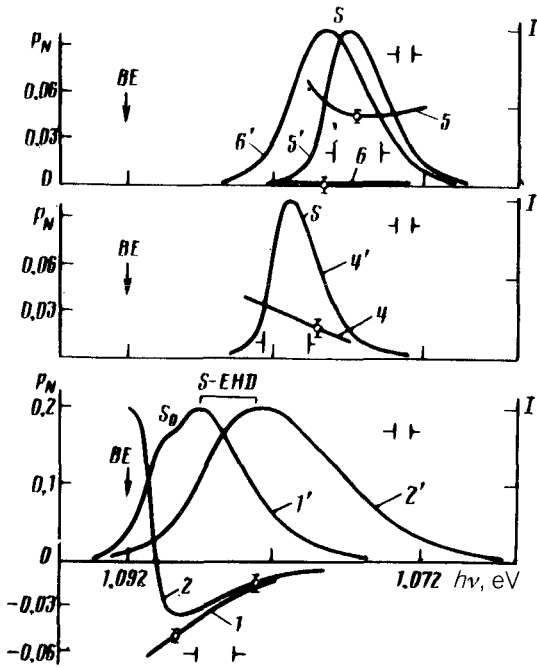 S
P_N
I
BE
0.06
0.03
0
6'
5'
6
5
P_N
I
BE
S
0.06
0.03
4'
4
P_N
S-EHD
I
0,2
S_0
BE
0,1
1'
2'
0
1,092
1,072
hν, eV
2
1
-0,03
-0,06